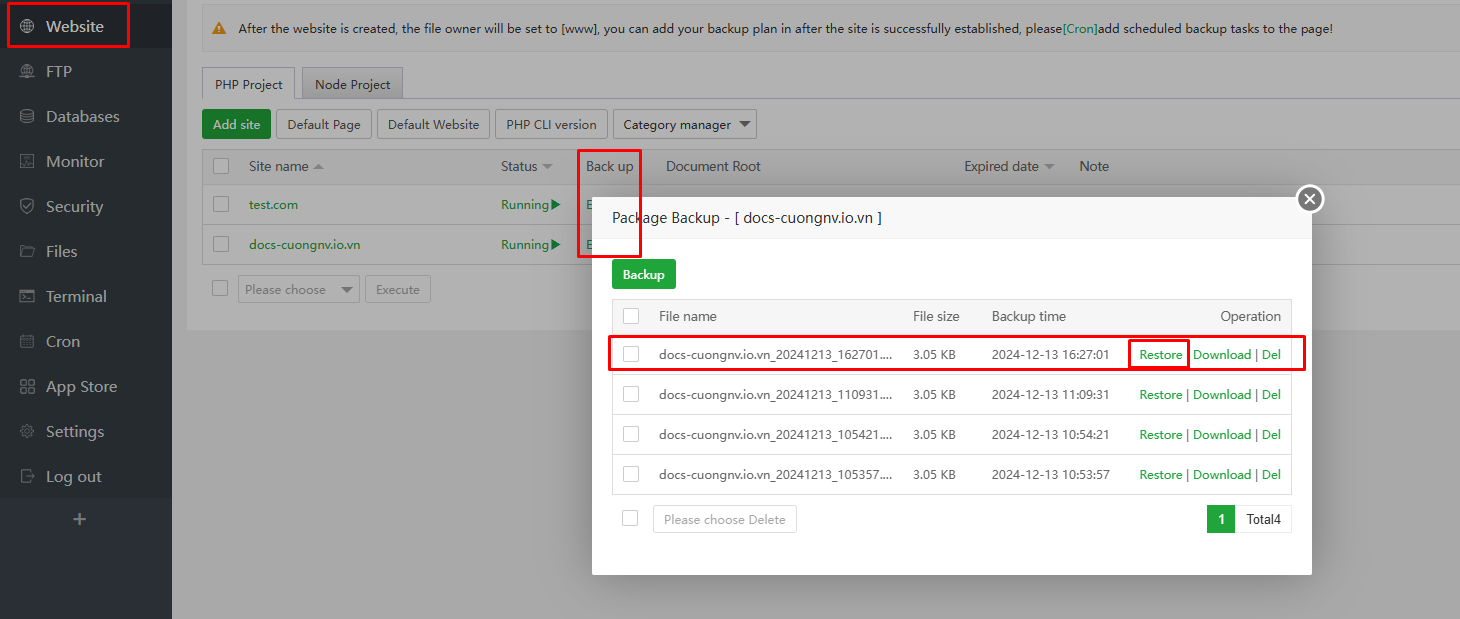 Website
FTP
Databases
Monitor
Security
Files
Terminal
Cron
App Store
Settings
Log out
+
After the website is created, the file owner will be set to [www], you can add your backup plan in after the site is successfully established, please[Cron]add scheduled backup tasks to the page!
PHP Project Node Project
Add site Default Page Default Website PHP CLI version Category manager
Site name Status Back up Document Root Expired date Note
test.com Running
docs-cuongnv.io.vn Running
Please choose Execute
Package Backup - [ docs-cuongnv.io.vn ]
Backup
File name File size Backup time Operation
docs-cuongnv.io.vn_20241213_162701.... 3.05 KB 2024-12-13 16:27:01 Restore Download | Del
docs-cuongnv.io.vn_20241213_110931.... 3.05 KB 2024-12-13 11:09:31 Restore | Download | Del
docs-cuongnv.io.vn_20241213_105421.... 3.05 KB 2024-12-13 10:54:21 Restore | Download | Del
docs-cuongnv.io.vn_20241213_105357.... 3.05 KB 2024-12-13 10:53:57 Restore | Download | Del
Please choose Delete 1 Total4